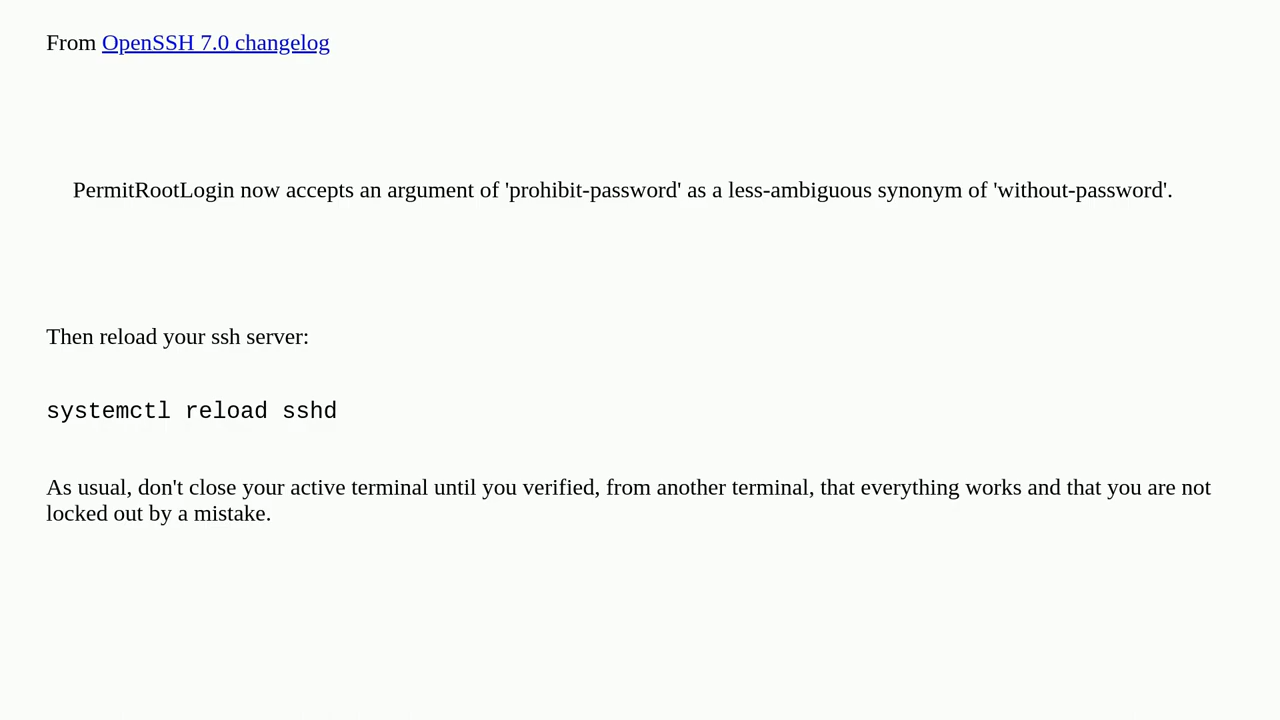 From OpenSSH 7.0 changelog
PermitRootLogin now accepts an argument of 'prohibit-password' as a less-ambiguous synonym of 'without-password'.
Then reload your ssh server:
systemctl reload sshd
As usual, don't close your active terminal until you verified, from another terminal, that everything works and that you are not
locked out by a mistake.